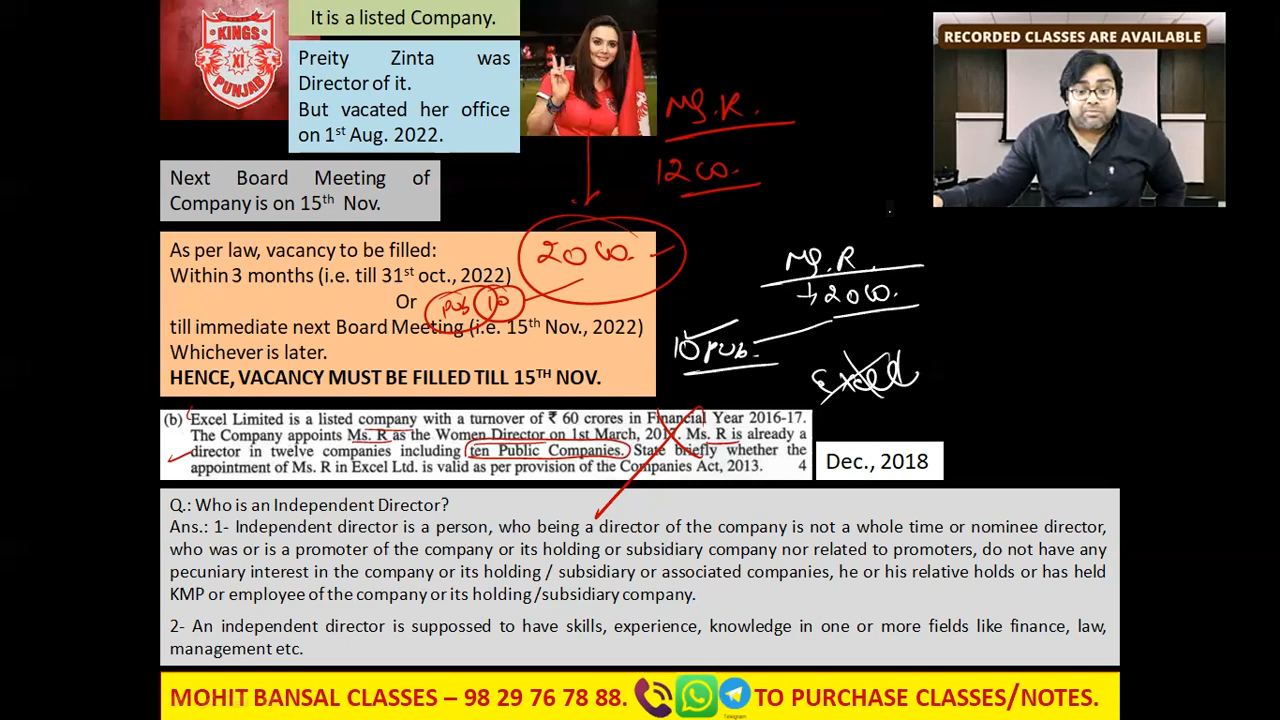 KINGS
XI
PUNJAB
It is a listed Company.
Preity Zinta was
Director of it.
But vacated her office
on 1st Aug. 2022.
RECORDED CLASSES ARE AVAILABLE
Ms. R.
12 co.
Next Board Meeting of
Company is on 15th Nov.
As per law, vacancy to be filled:
Within 3 months (i.e. till 31st oct., 2022)
Or
till immediate next Board Meeting (i.e. 15th Nov., 2022)
Whichever is later.
HENCE, VACANCY MUST BE FILLED TILL 15TH NOV.
20 co.
pub 10
Ms. R.
20 co.
10 pub.
Excel
(b) Excel Limited is a listed company with a turnover of ₹ 60 crores in Financial Year 2016-17.
The Company appoints Ms. R as the Women Director on 1st March, 2017. Ms. R is already a
director in twelve companies including ten Public Companies. State briefly whether the
appointment of Ms. R in Excel Ltd. is valid as per provision of the Companies Act, 2013. 4
Dec., 2018
Q.: Who is an Independent Director?
Ans.: 1- Independent director is a person, who being a director of the company is not a whole time or nominee director,
who was or is a promoter of the company or its holding or subsidiary company nor related to promoters, do not have any
pecuniary interest in the company or its holding / subsidiary or associated companies, he or his relative holds or has held
KMP or employee of the company or its holding /subsidiary company.
2- An independent director is suppossed to have skills, experience, knowledge in one or more fields like finance, law,
management etc.
MOHIT BANSAL CLASSES – 98 29 76 78 88. TO PURCHASE CLASSES/NOTES.
Telegram